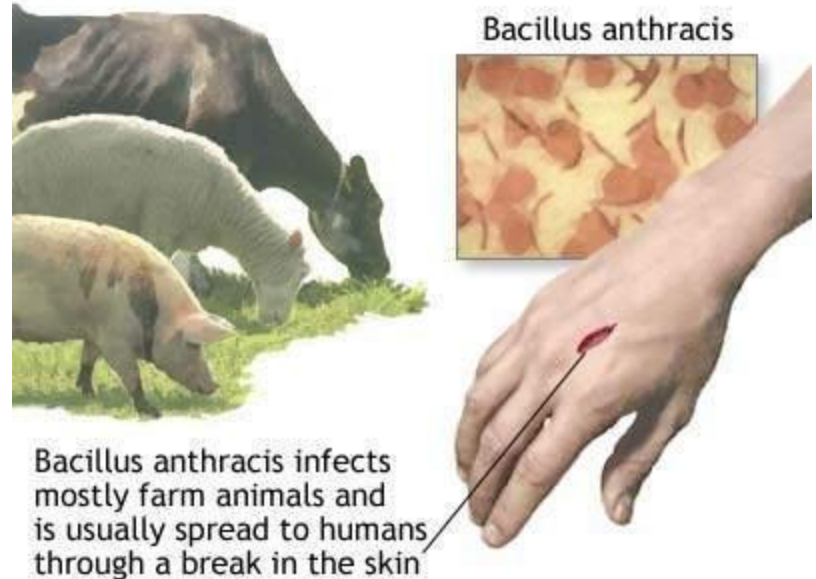 Bacillus anthracis
Bacillus anthracis infects
mostly farm animals and
is usually spread to humans
through a break in the skin